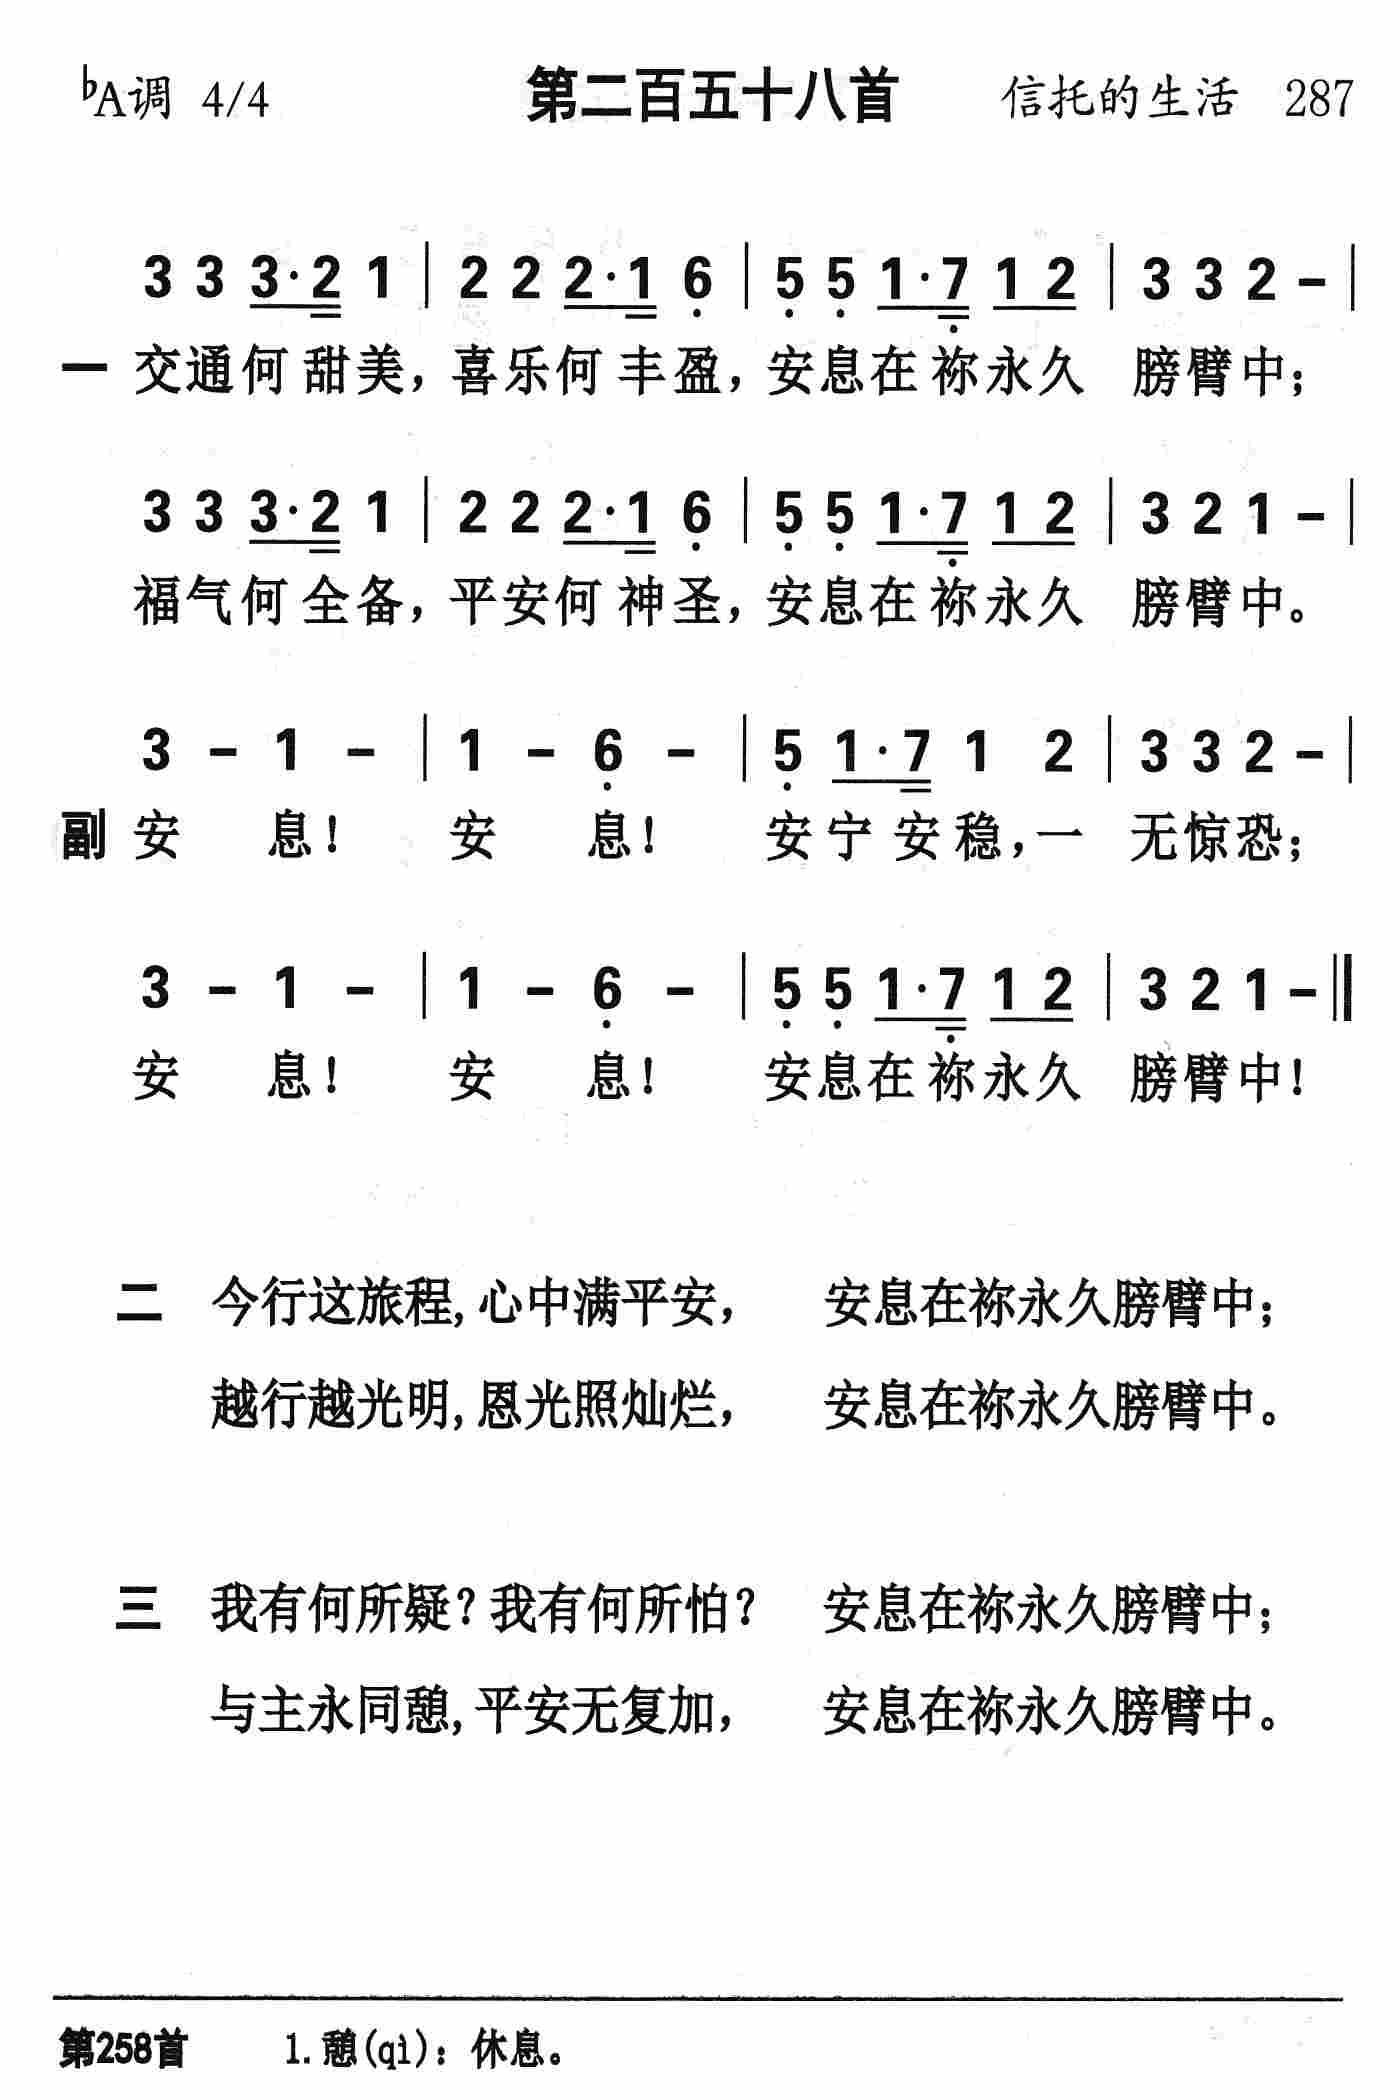 ♭A调 4/4 第二百五十八首 信托的生活 287
3 3 3·2 1 | 2 2 2·1 6 | 5 5 1·7 1 2 | 3 3 2 – |
一 交通何甜美，喜乐何丰盈，安息在祢永久 膀臂中；
3 3 3·2 1 | 2 2 2·1 6 | 5 5 1·7 1 2 | 3 2 1 – |
福气何全备，平安何神圣，安息在祢永久 膀臂中。
3 – 1 – | 1 – 6 – | 5 1·7 1 2 | 3 3 2 – |
副 安 息！ 安 息！ 安宁安稳，一 无惊恐；
3 – 1 – | 1 – 6 – | 5 5 1·7 1 2 | 3 2 1 – ‖
安 息！ 安 息！ 安息在祢永久 膀臂中！
二 今行这旅程，心中满平安， 安息在祢永久膀臂中；
越行越光明，恩光照灿烂， 安息在祢永久膀臂中。
三 我有何所疑？我有何所怕？ 安息在祢永久膀臂中；
与主永同憩，平安无复加， 安息在祢永久膀臂中。
第258首 1.憩(qì)：休息。